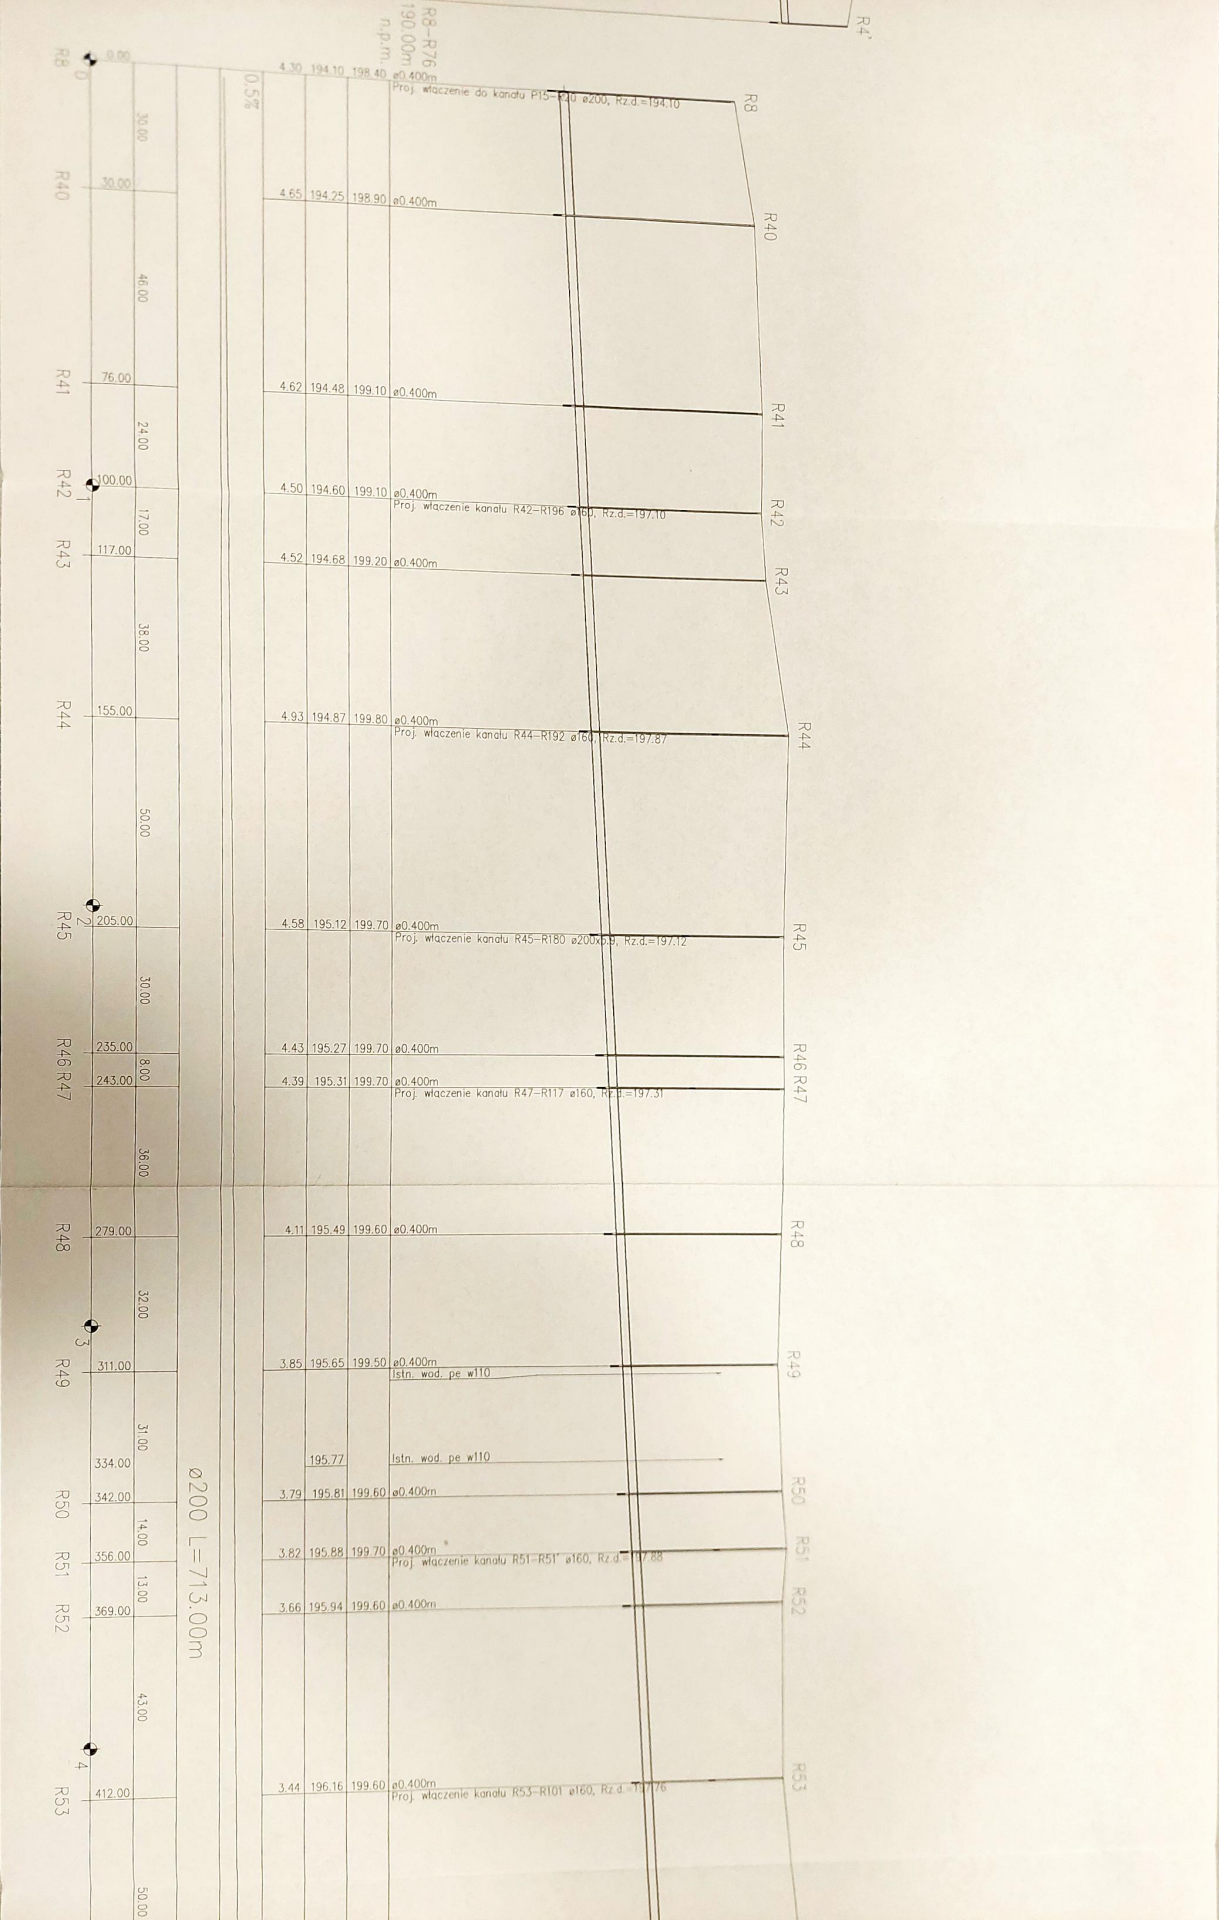 R4'
R8-R76
190.00m
n.p.m.
R8 0 0.00 4.30 194.10 198.40 ø0.400m R8
Proj. włączenie do kanału P15-R20 ø200, Rz.d.=194.10
0.5%
30.00
R40 30.00 4.65 194.25 198.90 ø0.400m R40
46.00
R41 76.00 4.62 194.48 199.10 ø0.400m R41
24.00
R42 1 100.00 4.50 194.60 199.10 ø0.400m R42
Proj. włączenie kanału R42-R196 ø160, Rz.d.=197.10
17.00
R43 117.00 4.52 194.68 199.20 ø0.400m R43
38.00
R44 155.00 4.93 194.87 199.80 ø0.400m R44
Proj. włączenie kanału R44-R192 ø160, Rz.d.=197.87
50.00
R45 2 205.00 4.58 195.12 199.70 ø0.400m R45
Proj. włączenie kanału R45-R180 ø200x5.9, Rz.d.=197.12
30.00
R46 235.00 4.43 195.27 199.70 ø0.400m R46
8.00
R47 243.00 4.39 195.31 199.70 ø0.400m R47
Proj. włączenie kanału R47-R117 ø160, Rz.d.=197.31
36.00
R48 279.00 4.11 195.49 199.60 ø0.400m R48
32.00
3
R49 311.00 3.85 195.65 199.50 ø0.400m R49
Istn. wod. pe w110
31.00
334.00 195.77 Istn. wod. pe w110
R50 342.00 3.79 195.81 199.60 ø0.400m R50
14.00
R51 356.00 3.82 195.88 199.70 ø0.400m R51
Proj. włączenie kanału R51-R51' ø160, Rz.d.=197.88
13.00
R52 369.00 3.66 195.94 199.60 ø0.400m R52
ø200 L=713.00m
43.00
4
R53 412.00 3.44 196.16 199.60 ø0.400m R53
Proj. włączenie kanału R53-R101 ø160, Rz.d.=197.76
50.00